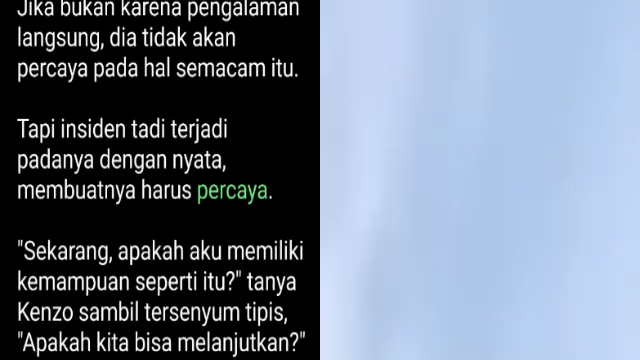 Jika bukan karena pengalaman
langsung, dia tidak akan
percaya pada hal semacam itu.
Tapi insiden tadi terjadi
padanya dengan nyata,
membuatnya harus percaya.
"Sekarang, apakah aku memiliki
kemampuan seperti itu?" tanya
Kenzo sambil tersenyum tipis,
"Apakah kita bisa melanjutkan?"